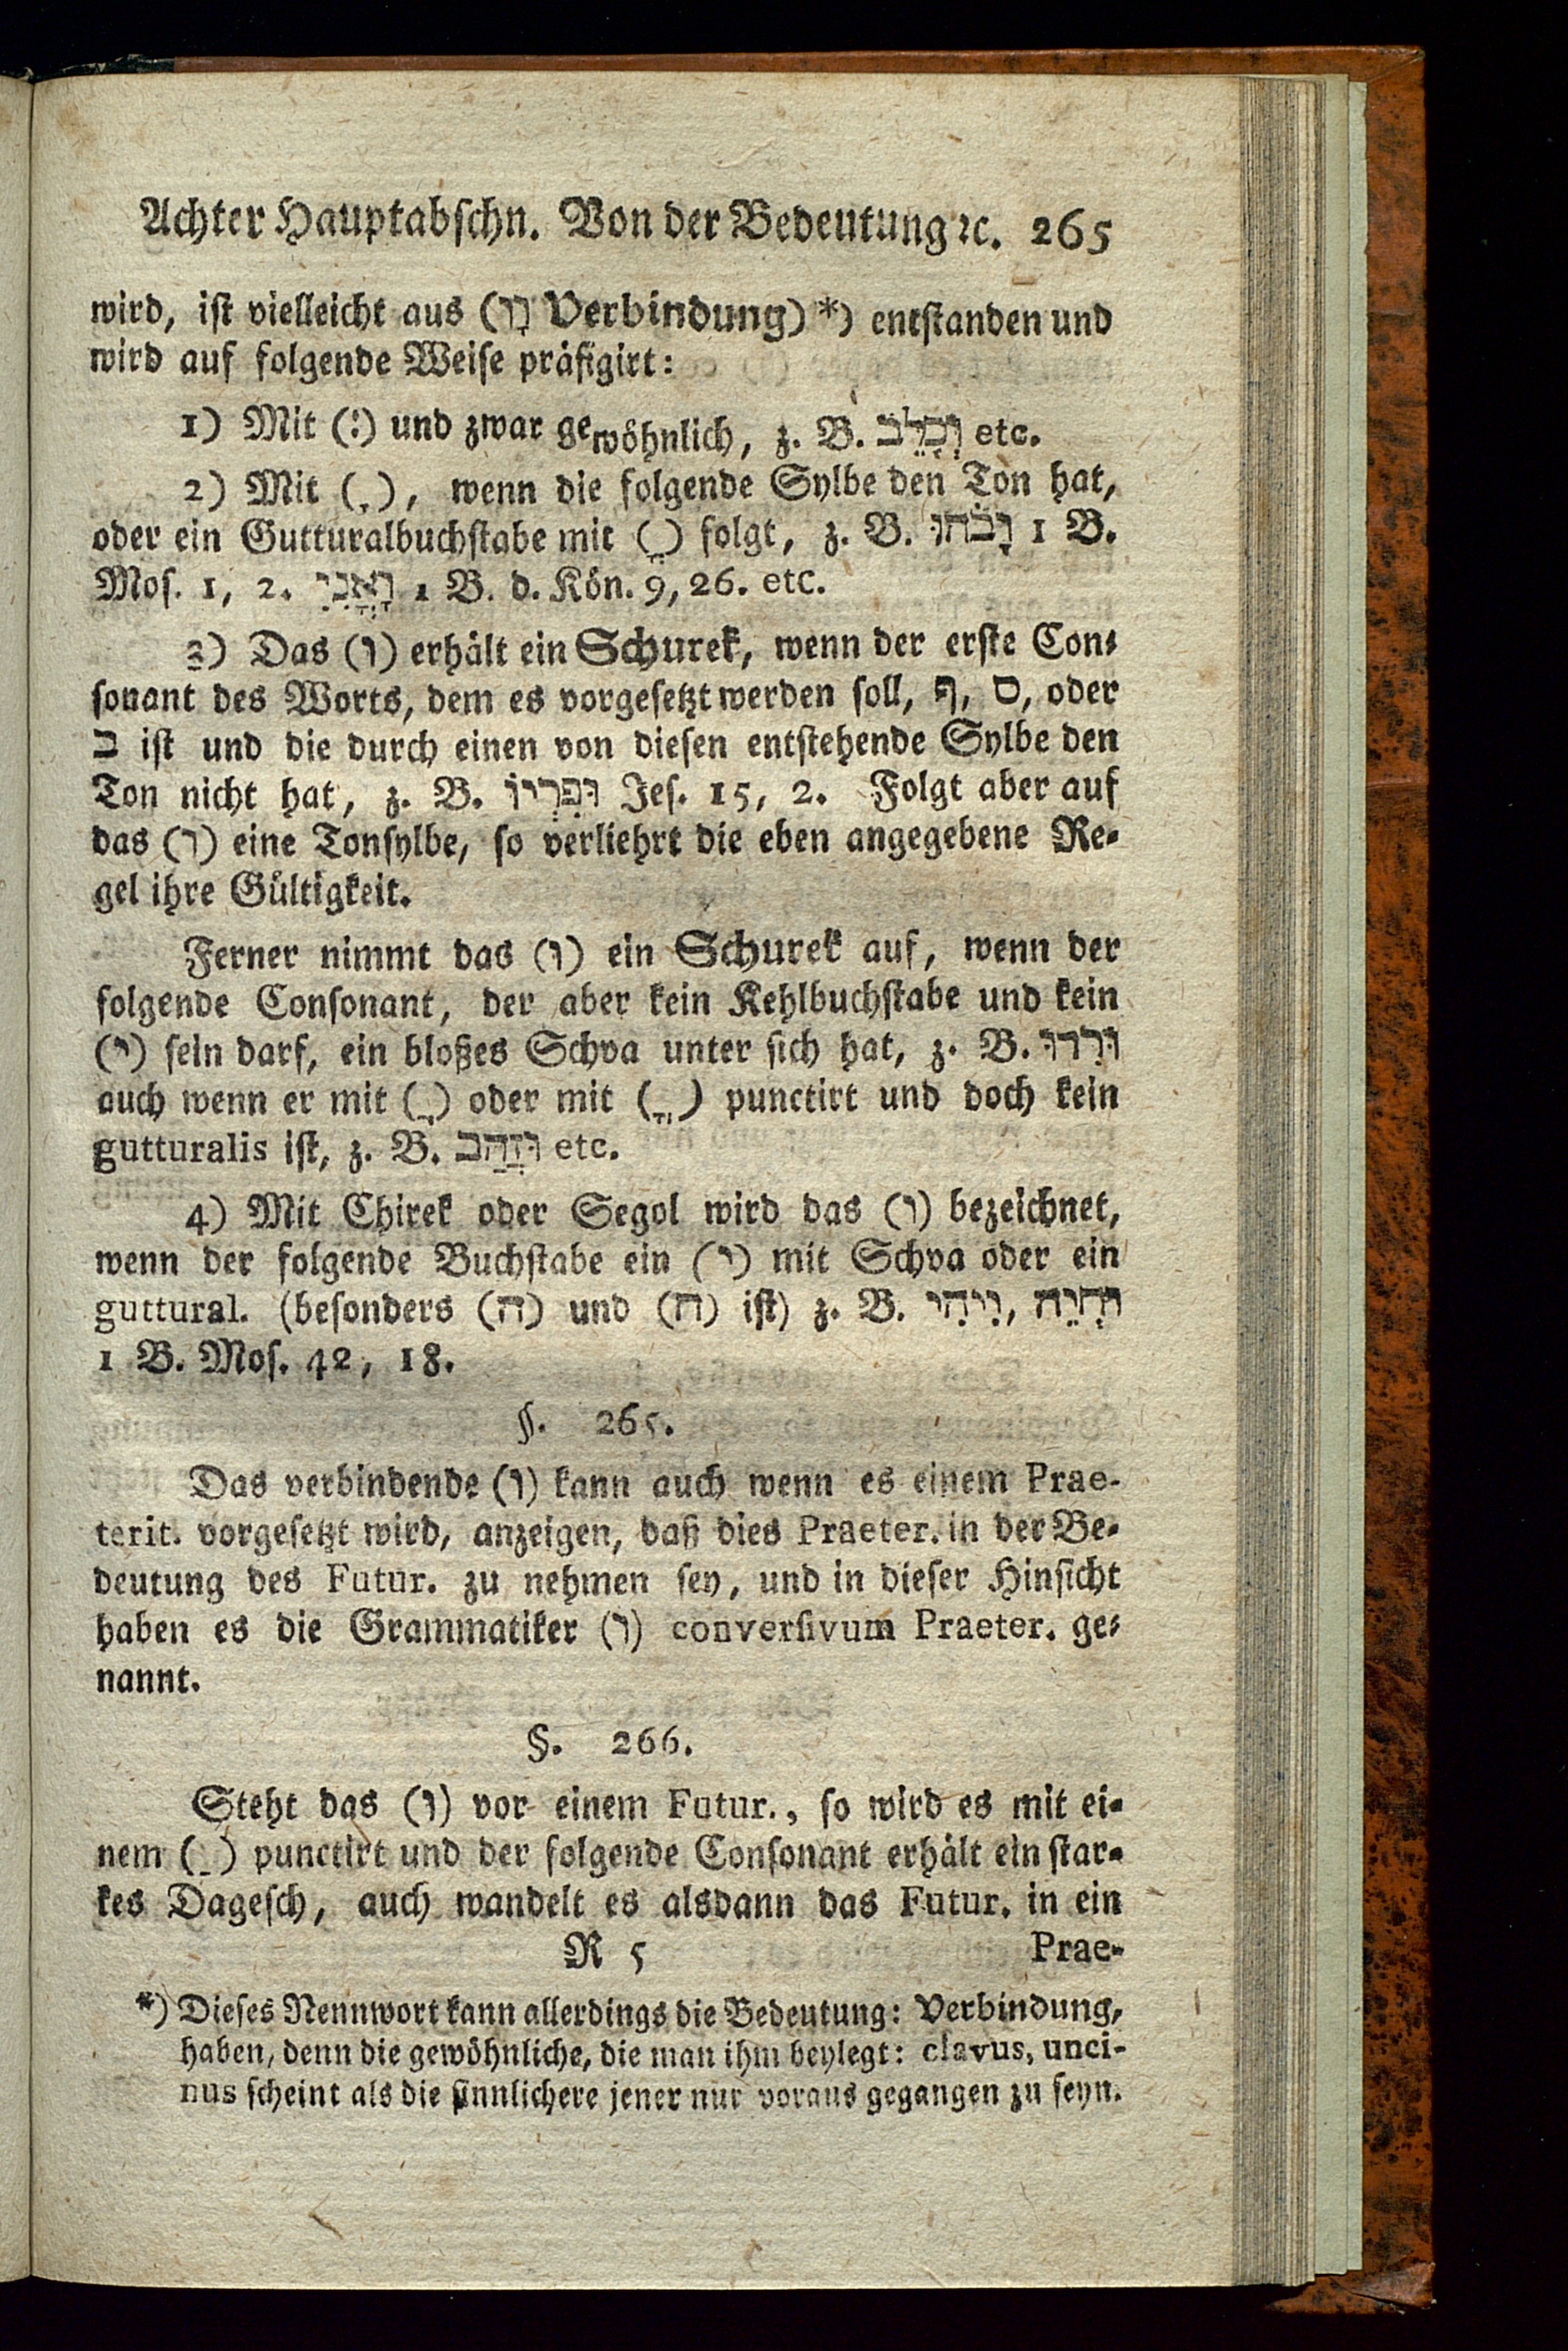 Achter Hauptabschn. Von der Bedeutung ꝛc. 265
wird, ist vielleicht aus (וָו Verbindung) *) entstanden und
wird auf folgende Weise präfigirt:
1) Mit (ְ) und zwar gewöhnlich, z. B. etc.
2) Mit (ָ), wenn die folgende Sylbe den Ton hat,
oder ein Gutturalbuchstabe mit (ֱ) folgt, z. B. וָבֹהוּ 1 B.
Mos. 1, 2. 1 B. d. Kön. 9, 26. etc.
3) Das (ו) erhält ein Schurek, wenn der erste Con⸗
sonant des Worts, dem es vorgesetzt werden soll, מ, oder
ב ist und die durch einen von diesen entstehende Sylbe den
Ton nicht hat, z. B. Jes. 15, 2. Folgt aber auf
das (ו) eine Tonsylbe, so verliehrt die eben angegebene Re⸗
gel ihre Gültigkeit.
Ferner nimmt das (ו) ein Schurek auf, wenn der
folgende Consonant, der aber kein Kehlbuchstabe und kein
(י) sein darf, ein bloßes Schva unter sich hat, z. B. וּרְדוּ
auch wenn er mit (ֲ) oder mit (ֳ) punctirt und doch kein
gutturalis ist, z. B. וּזֲהַב etc.
4) Mit Chirek oder Segol wird das (ו) bezeichnet,
wenn der folgende Buchstabe ein (י) mit Schva oder ein
guttural. (besonders (ה) und (ח) ist) z. B. וִיהִי, וִחְיֵה
1 B. Mos. 42, 18.
§. 265.
Das verbindende (ו) kann auch wenn es einem Prae-
terit. vorgesetzt wird, anzeigen, daß dies Praeter. in der Be⸗
deutung des Futur. zu nehmen sey, und in dieser Hinsicht
haben es die Grammatiker (ו) conversivum Praeter. ge⸗
nannt.
§. 266.
Steht das (ו) vor einem Futur., so wird es mit ei⸗
nem (ַ) punctirt und der folgende Consonant erhält ein star⸗
kes Dagesch, auch wandelt es alsdann das Futur. in ein
R 5 Prae-
*) Dieses Nennwort kann allerdings die Bedeutung: Verbindung,
haben, denn die gewöhnliche, die man ihm beylegt: clavus, unci-
nus scheint als die sinnlichere jener nur voraus gegangen zu seyn.